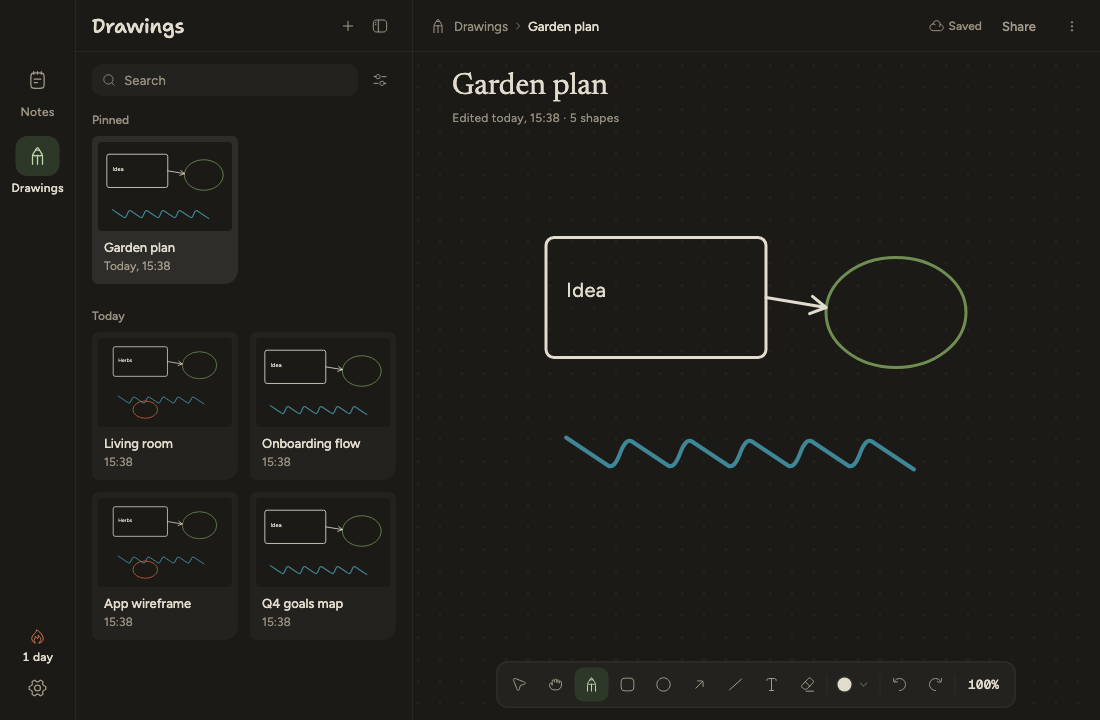 Drawings
Drawings > Garden plan
Saved
Share
Notes
Drawings
Search
Pinned
Idea
Garden plan
Today, 15:38
Today
Herbs
Living room
15:38
Idea
Onboarding flow
15:38
Herbs
App wireframe
15:38
Idea
Q4 goals map
15:38
1 day
Garden plan
Edited today, 15:38 · 5 shapes
Idea
T
100%